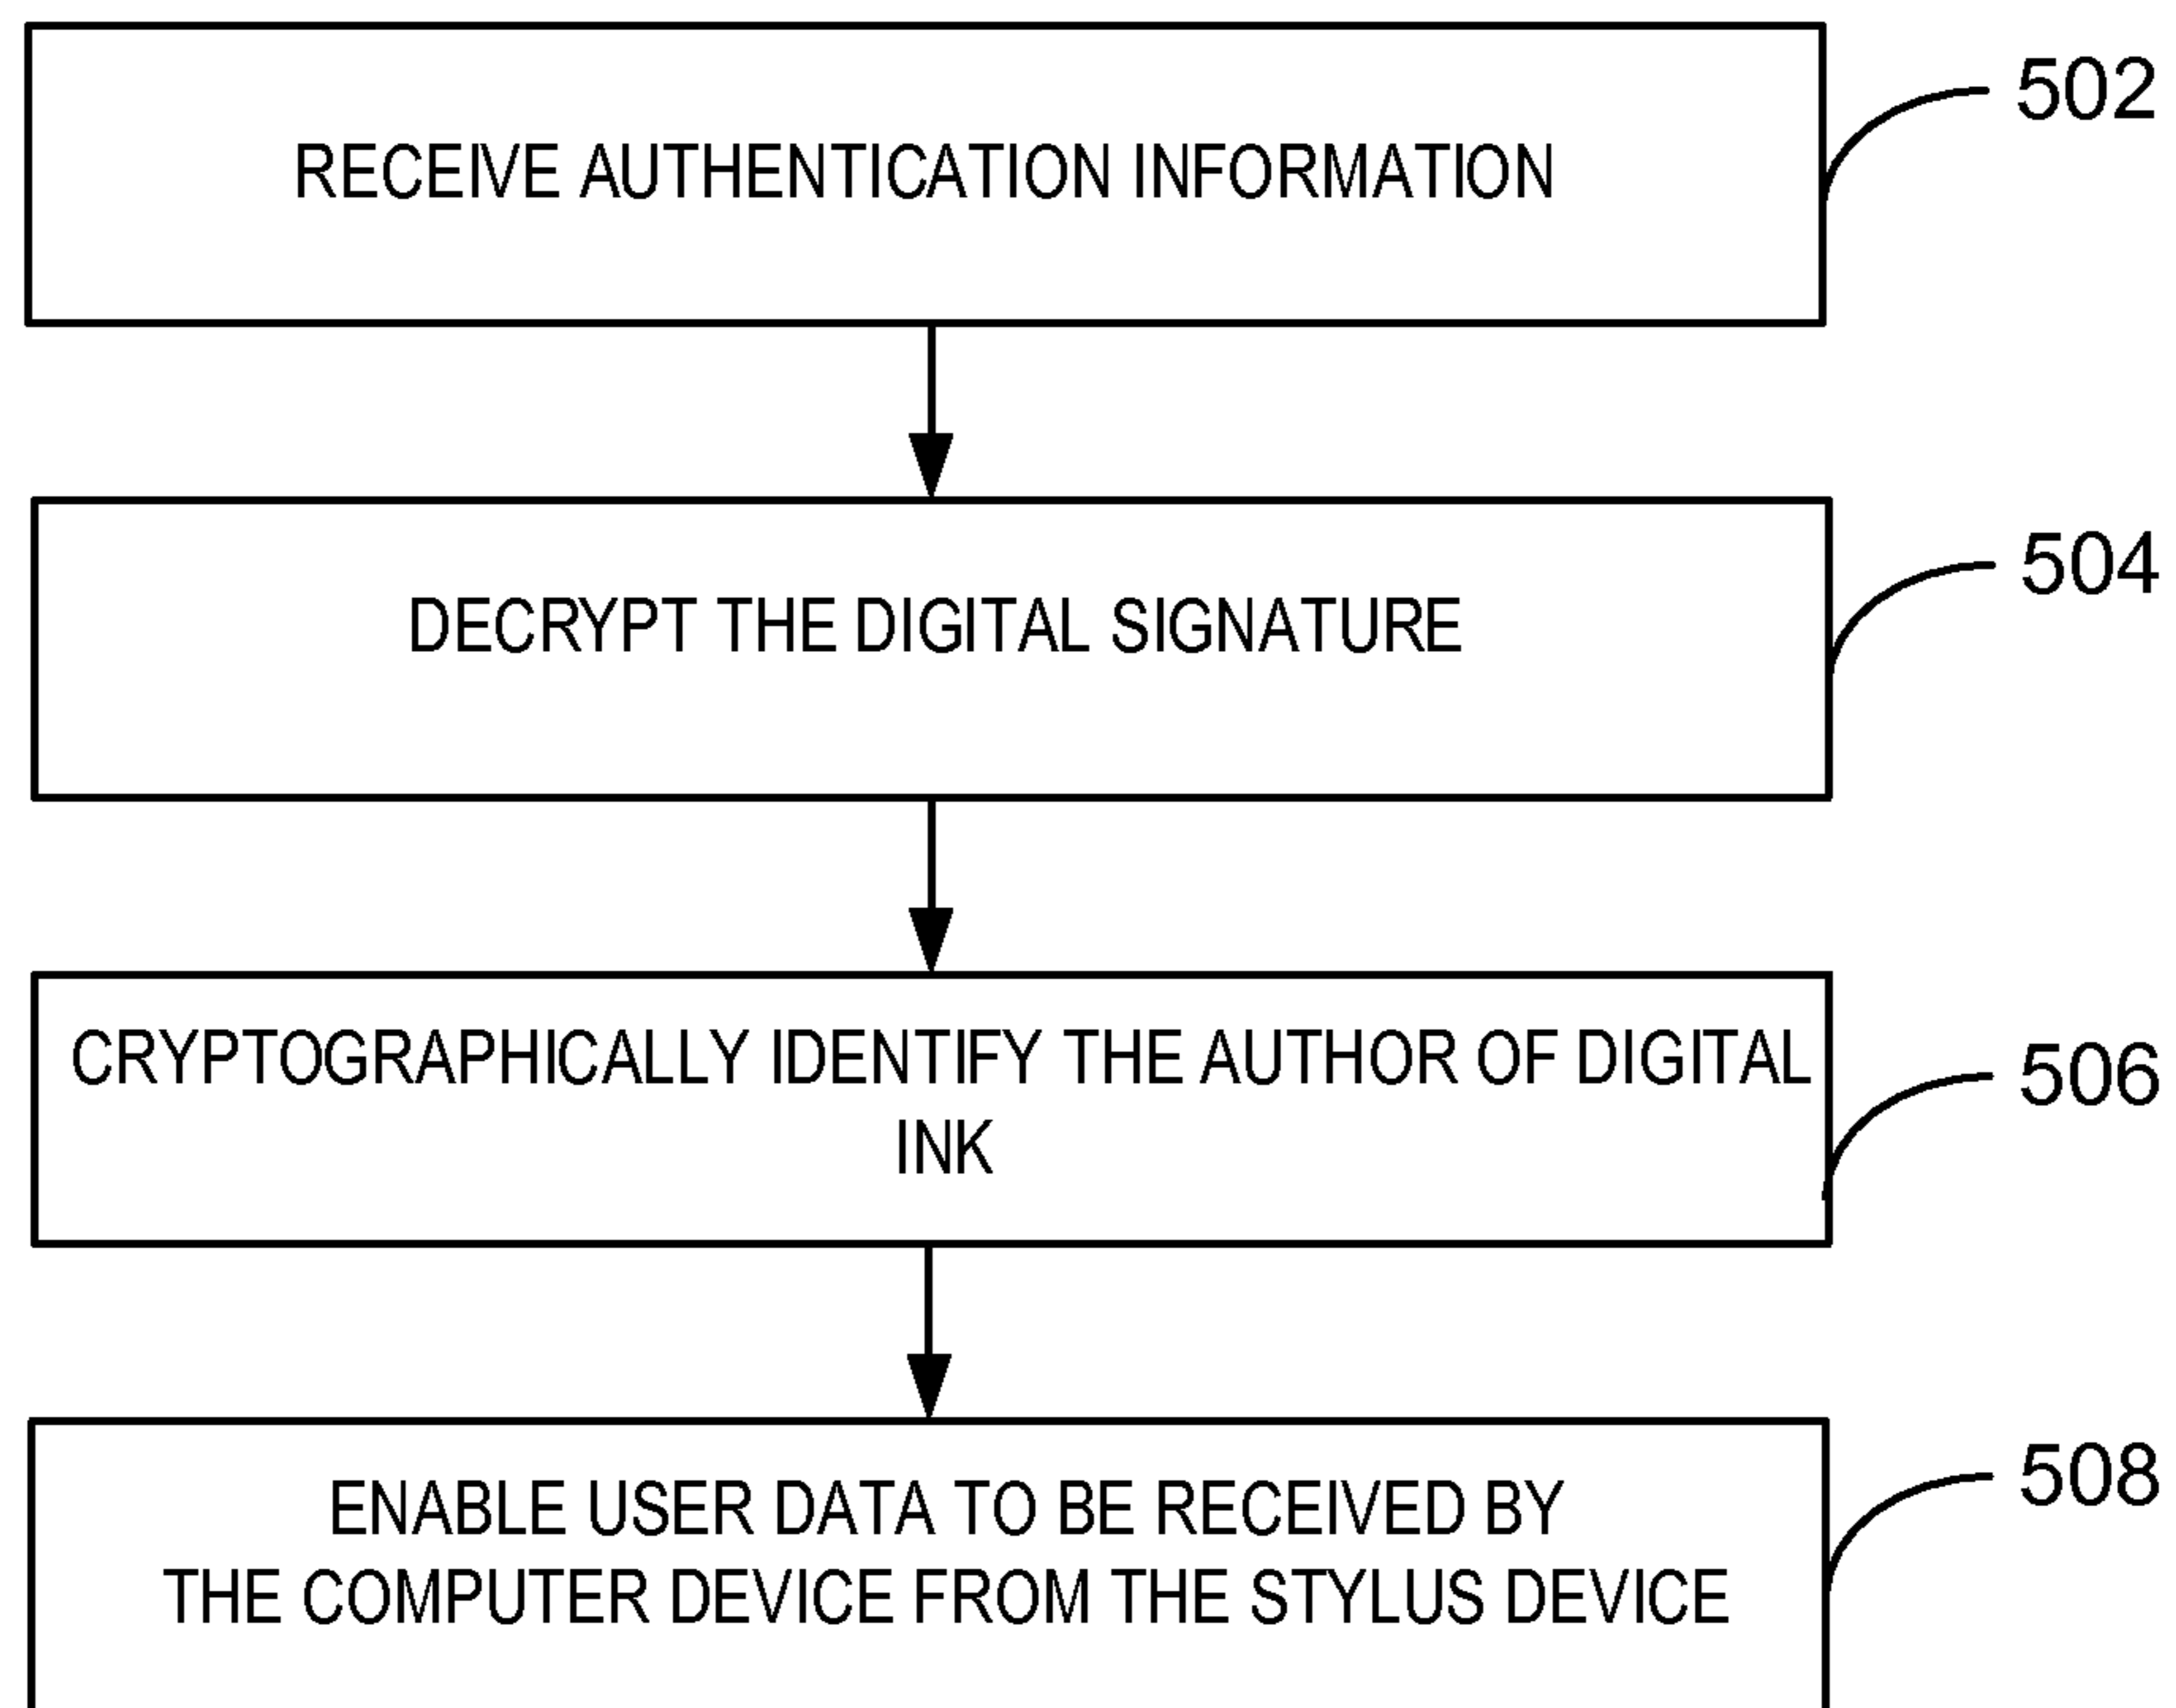 RECEIVE AUTHENTICATION INFORMATION
502
DECRYPT THE DIGITAL SIGNATURE
504
CRYPTOGRAPHICALLY IDENTIFY THE AUTHOR OF DIGITAL
INK
506
ENABLE USER DATA TO BE RECEIVED BY
THE COMPUTER DEVICE FROM THE STYLUS DEVICE
508